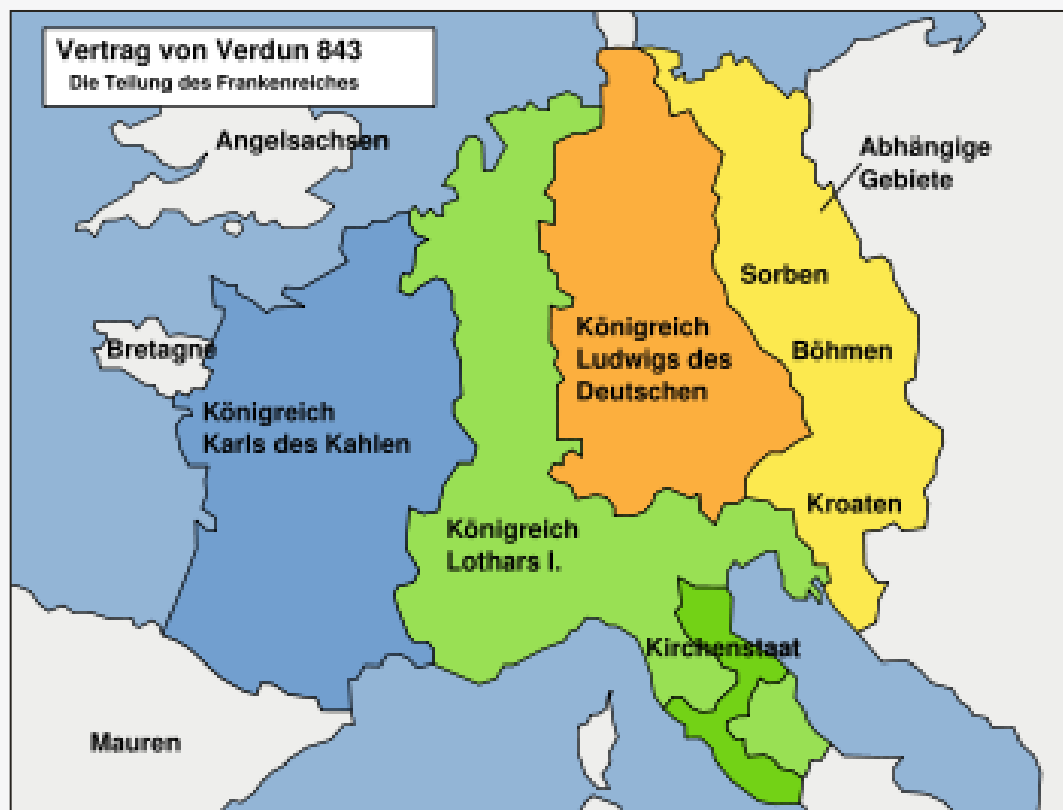 Vertrag von Verdun 843
Die Teilung des Frankenreiches
Angelsachsen
Abhängige
Gebiete
Sorben
Bretagne
Königreich
Ludwigs des
Deutschen
Böhmen
Königreich
Karls des Kahlen
Kroaten
Königreich
Lothars I.
Kirchenstaat
Mauren